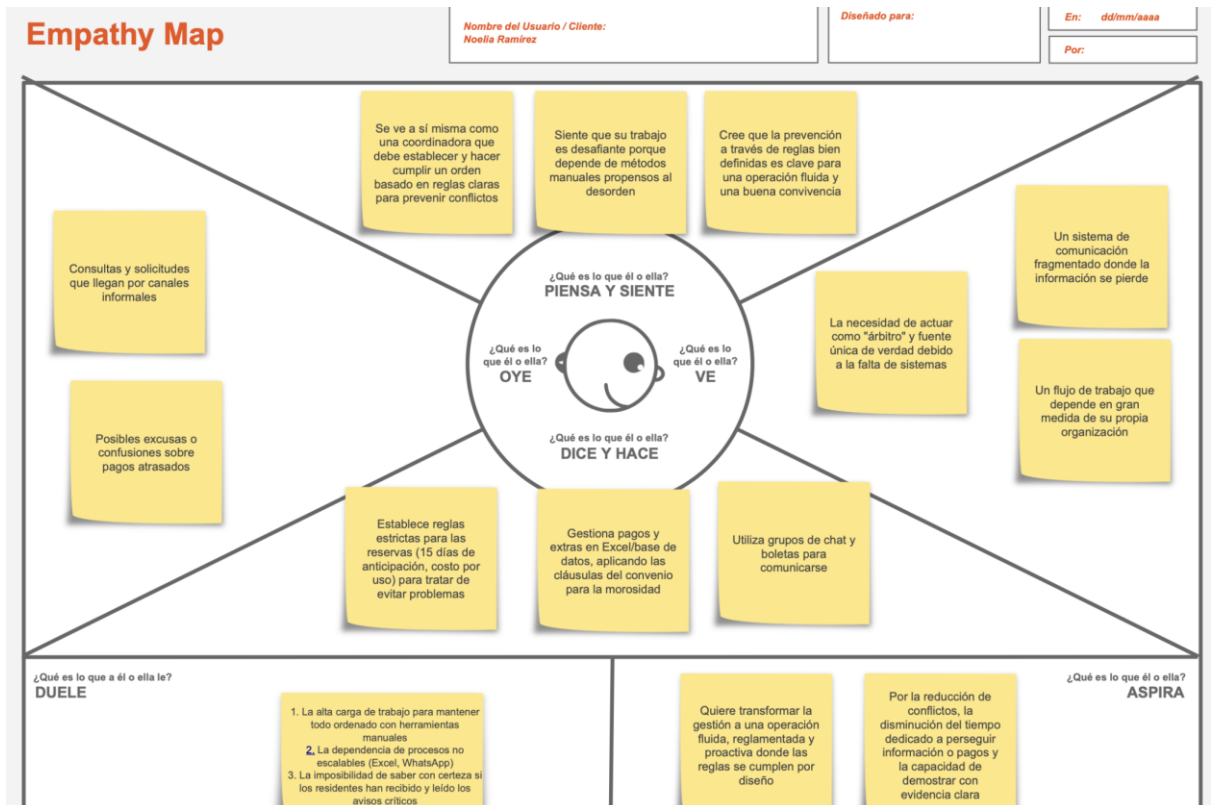 Empathy Map
Nombre del Usuario / Cliente:
Noelia Ramírez
Diseñado para:
En: dd/mm/aaaa
Por:
Se ve a sí misma como
una coordinadora que
debe establecer y hacer
cumplir un orden
basado en reglas claras
para prevenir conflictos
Siente que su trabajo
es desafiante porque
depende de métodos
manuales propensos al
desorden
Cree que la prevención
a través de reglas bien
definidas es clave para
una operación fluida y
una buena convivencia
Consultas y solicitudes
que llegan por canales
informales
Posibles excusas o
confusiones sobre
pagos atrasados
¿Qué es lo que él o ella?
PIENSA Y SIENTE
¿Qué es lo
que él o ella?
OYE
¿Qué es lo
que él o ella?
VE
¿Qué es lo que él o ella?
DICE Y HACE
Un sistema de
comunicación
fragmentado donde la
información se pierde
La necesidad de actuar
como "árbitro" y fuente
única de verdad debido
a la falta de sistemas
Un flujo de trabajo que
depende en gran
medida de su propia
organización
Establece reglas
estrictas para las
reservas (15 días de
anticipación, costo por
uso) para tratar de
evitar problemas
Gestiona pagos y
extras en Excel/base de
datos, aplicando las
cláusulas del convenio
para la morosidad
Utiliza grupos de chat y
boletas para
comunicarse
¿Qué es lo que a él o ella le?
DUELE
1. La alta carga de trabajo para mantener
todo ordenado con herramientas
manuales
2. La dependencia de procesos no
escalables (Excel, WhatsApp)
3. La imposibilidad de saber con certeza si
los residentes han recibido y leído los
avisos críticos
¿Qué es lo que él o ella?
ASPIRA
Quiere transformar la
gestión a una operación
fluida, reglamentada y
proactiva donde las
reglas se cumplen por
diseño
Por la reducción de
conflictos, la
disminución del tiempo
dedicado a perseguir
información o pagos y
la capacidad de
demostrar con
evidencia clara